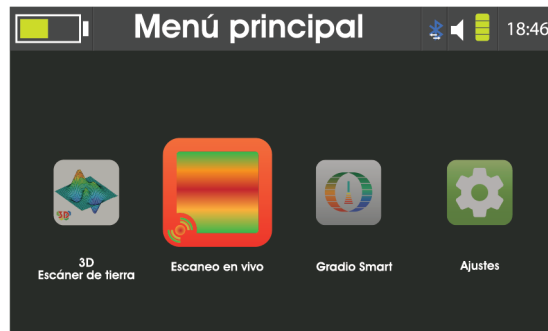 Menú principal
18:46
3D
Escáner de tierra
Escaneo en vivo
Gradio Smart
Ajustes